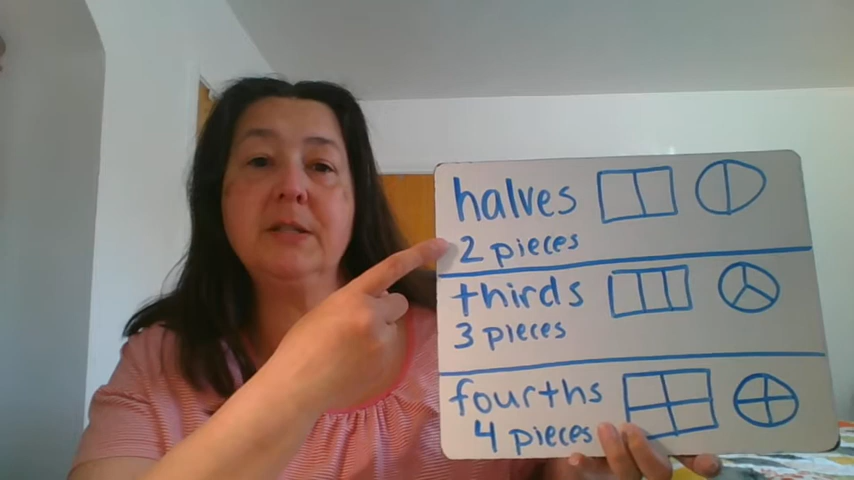 halves
2 pieces
thirds
3 pieces
fourths
4 pieces